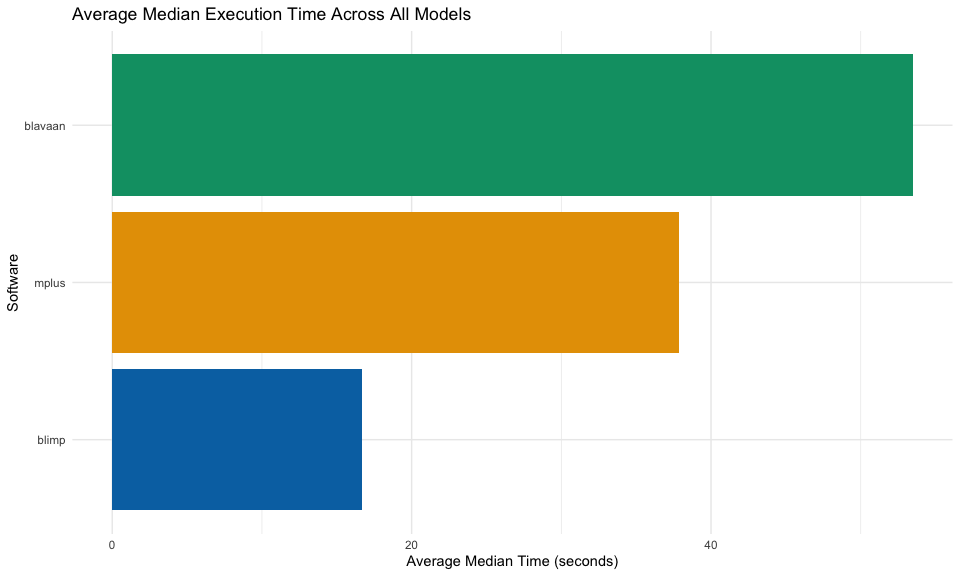 Average Median Execution Time Across All Models
blavaan
mplus
blimp
Software
0 20 40
Average Median Time (seconds)